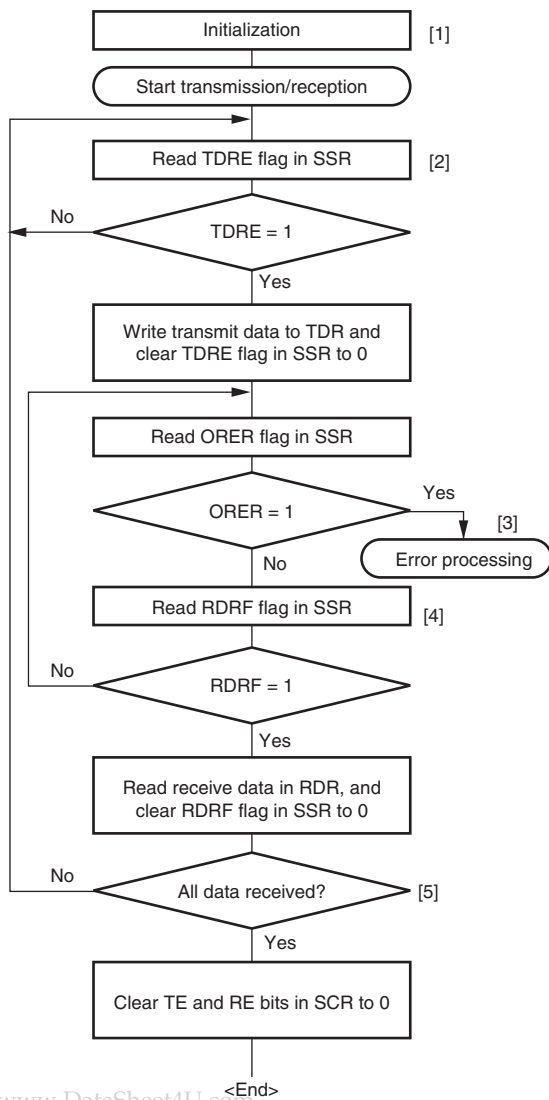 Initialization
[1]
Start transmission/reception
Read TDRE flag in SSR
[2]
No
TDRE = 1
Yes
Write transmit data to TDR and
clear TDRE flag in SSR to 0
Read ORER flag in SSR
Yes
ORER = 1
[3]
Error processing
No
Read RDRF flag in SSR
[4]
No
RDRF = 1
Yes
Read receive data in RDR, and
clear RDRF flag in SSR to 0
No
All data received?
[5]
Yes
Clear TE and RE bits in SCR to 0
<End>
www.DataSheet4U.com